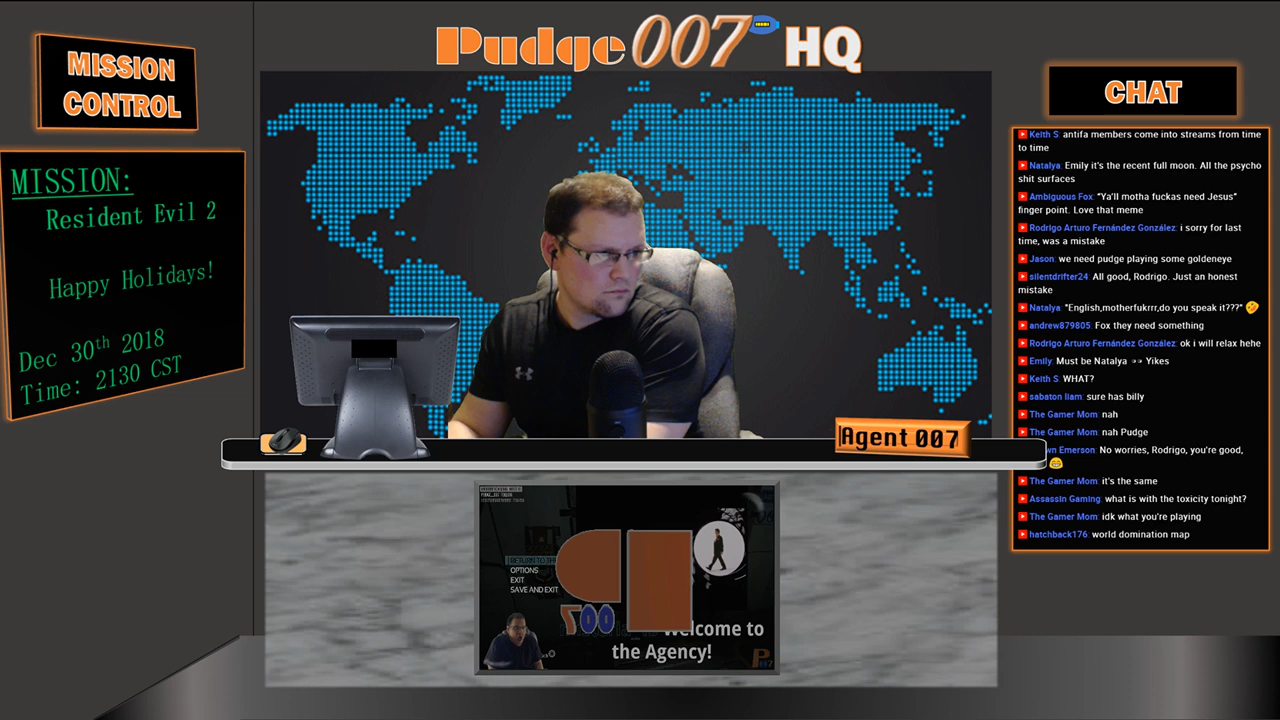 Pudge 007 HQ
MISSION
CONTROL
MISSION:
Resident Evil 2
Happy Holidays!
Dec 30th 2018
Time: 2130 CST
Agent 007
CHAT
Keith S: antifa members come into streams from time
to time
Natalya: Emily it's the recent full moon. All the psycho
shit surfaces
Ambiguous Fox: "Ya'll motha fuckas need Jesus"
finger point. Love that meme
Rodrigo Arturo Fernández González: i sorry for last
time, was a mistake
Jason: we need pudge playing some goldeneye
silentdrifter24: All good, Rodrigo. Just an honest
mistake
Natalya: "English,motherfukrrr,do you speak it???" 🤣
andrew879805: Fox they need something
Rodrigo Arturo Fernández González: ok i will relax hehe
Emily: Must be Natalya 👀 Yikes
Keith S: WHAT?
sabaton liam: sure has billy
The Gamer Mom: nah
The Gamer Mom: nah Pudge
wn Emerson: No worries, Rodrigo, you're good,
😁
The Gamer Mom: it's the same
Assassin Gaming: what is with the toxicity tonight?
The Gamer Mom: idk what you're playing
hatchback176: world domination map
OPTIONS
EXIT
SAVE AND EXIT
007
Welcome to
the Agency!